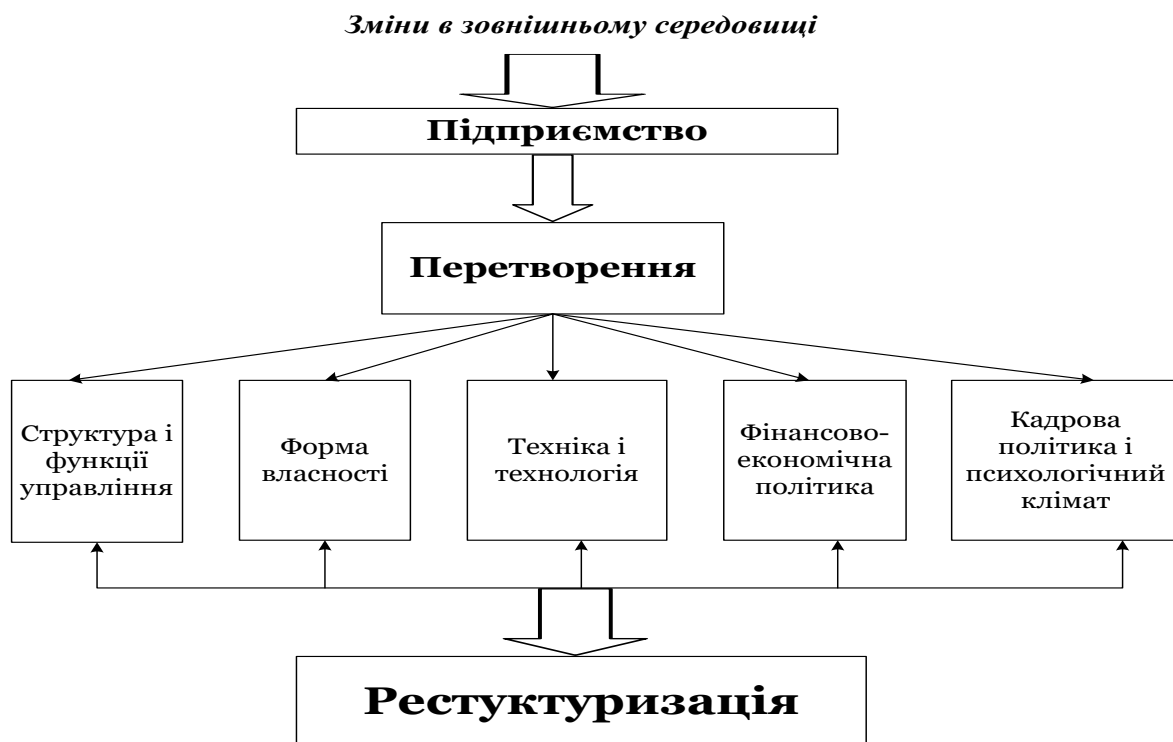 Зміни в зовнішньому середовищі
Підприємство
Перетворення
Структура і
функції
управління
Форма
власності
Техніка і
технологія
Фінансово-
економічна
політика
Кадрова
політика і
психологічний
клімат
Рестуктуризація